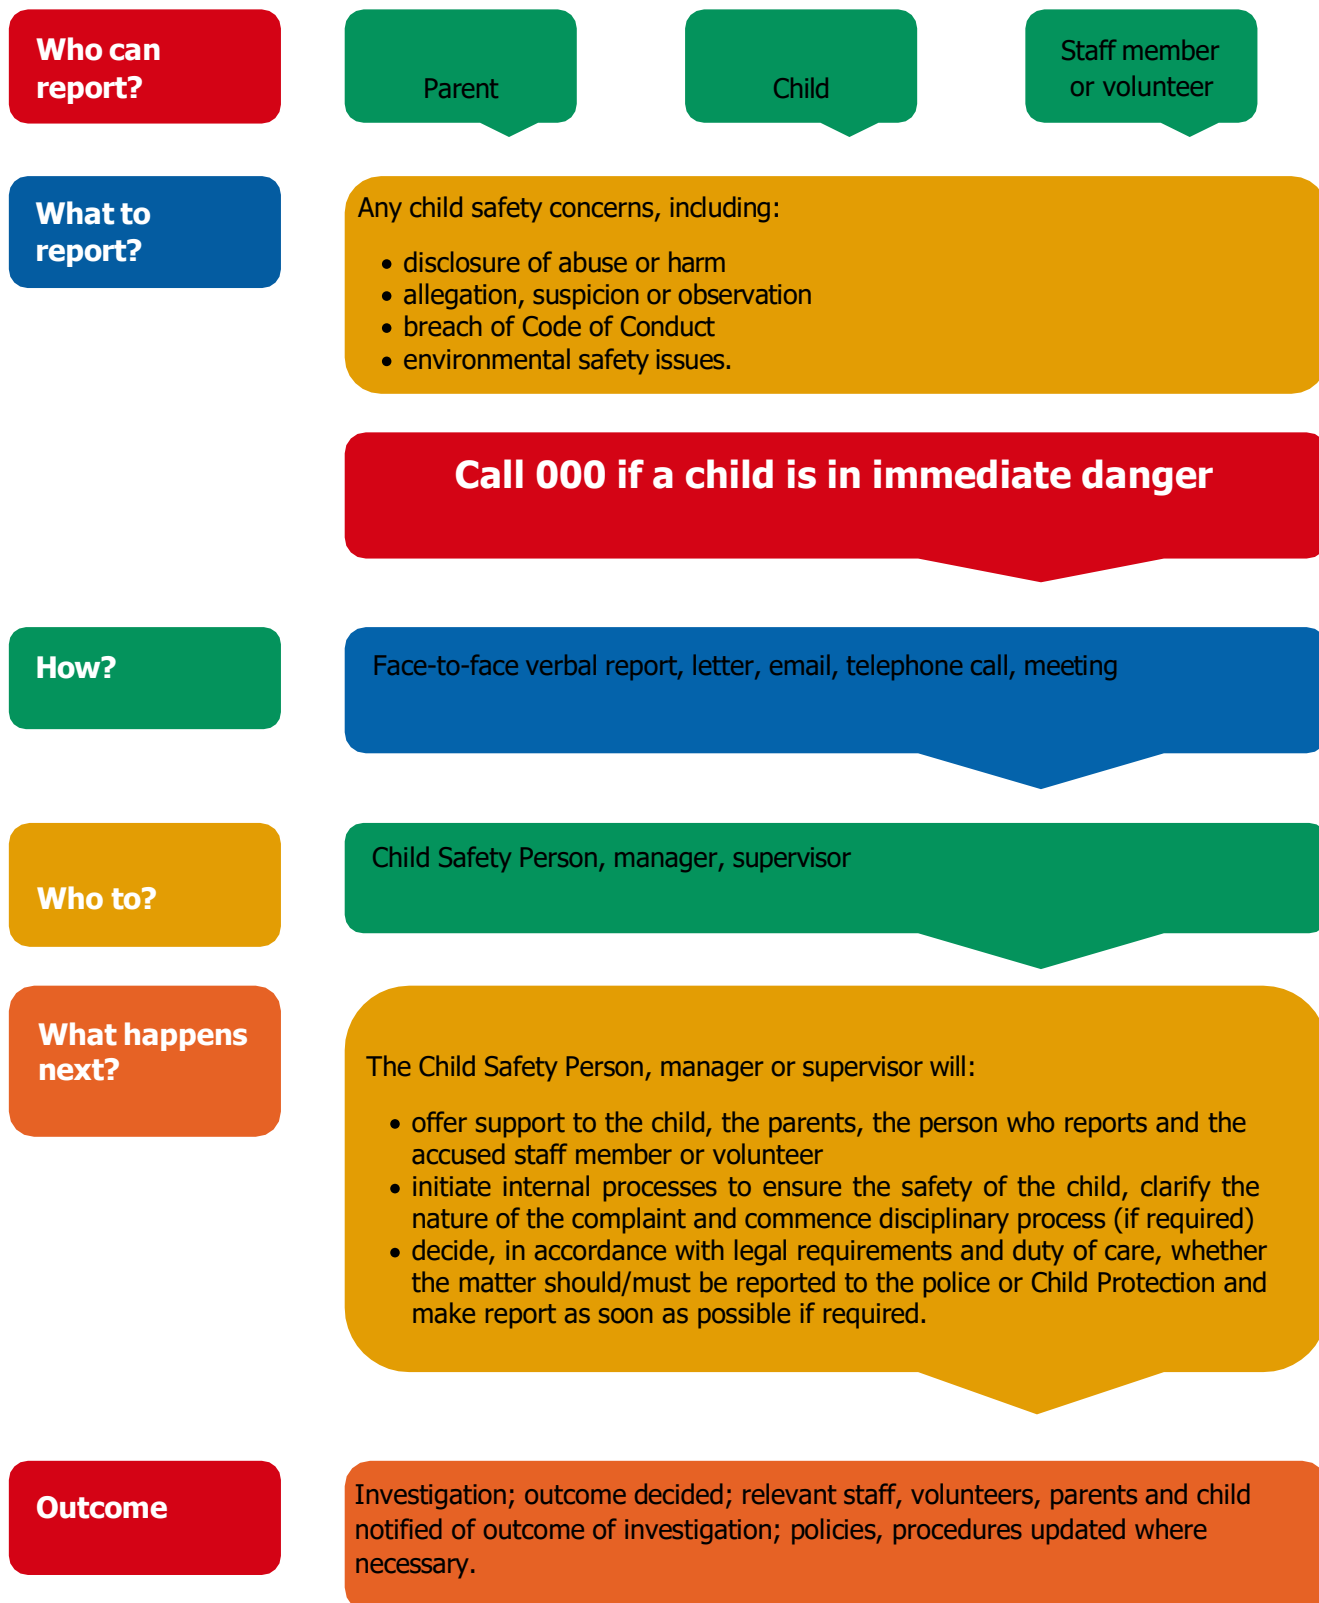 Who can
report?
Parent
Child
Staff member
or volunteer
What to
report?
Any child safety concerns, including:
• disclosure of abuse or harm
• allegation, suspicion or observation
• breach of Code of Conduct
• environmental safety issues.
Call 000 if a child is in immediate danger
How?
Face-to-face verbal report, letter, email, telephone call, meeting
Who to?
Child Safety Person, manager, supervisor
What happens
next?
The Child Safety Person, manager or supervisor will:
• offer support to the child, the parents, the person who reports and the
accused staff member or volunteer
• initiate internal processes to ensure the safety of the child, clarify the
nature of the complaint and commence disciplinary process (if required)
• decide, in accordance with legal requirements and duty of care, whether
the matter should/must be reported to the police or Child Protection and
make report as soon as possible if required.
Outcome
Investigation; outcome decided; relevant staff, volunteers, parents and child
notified of outcome of investigation; policies, procedures updated where
necessary.